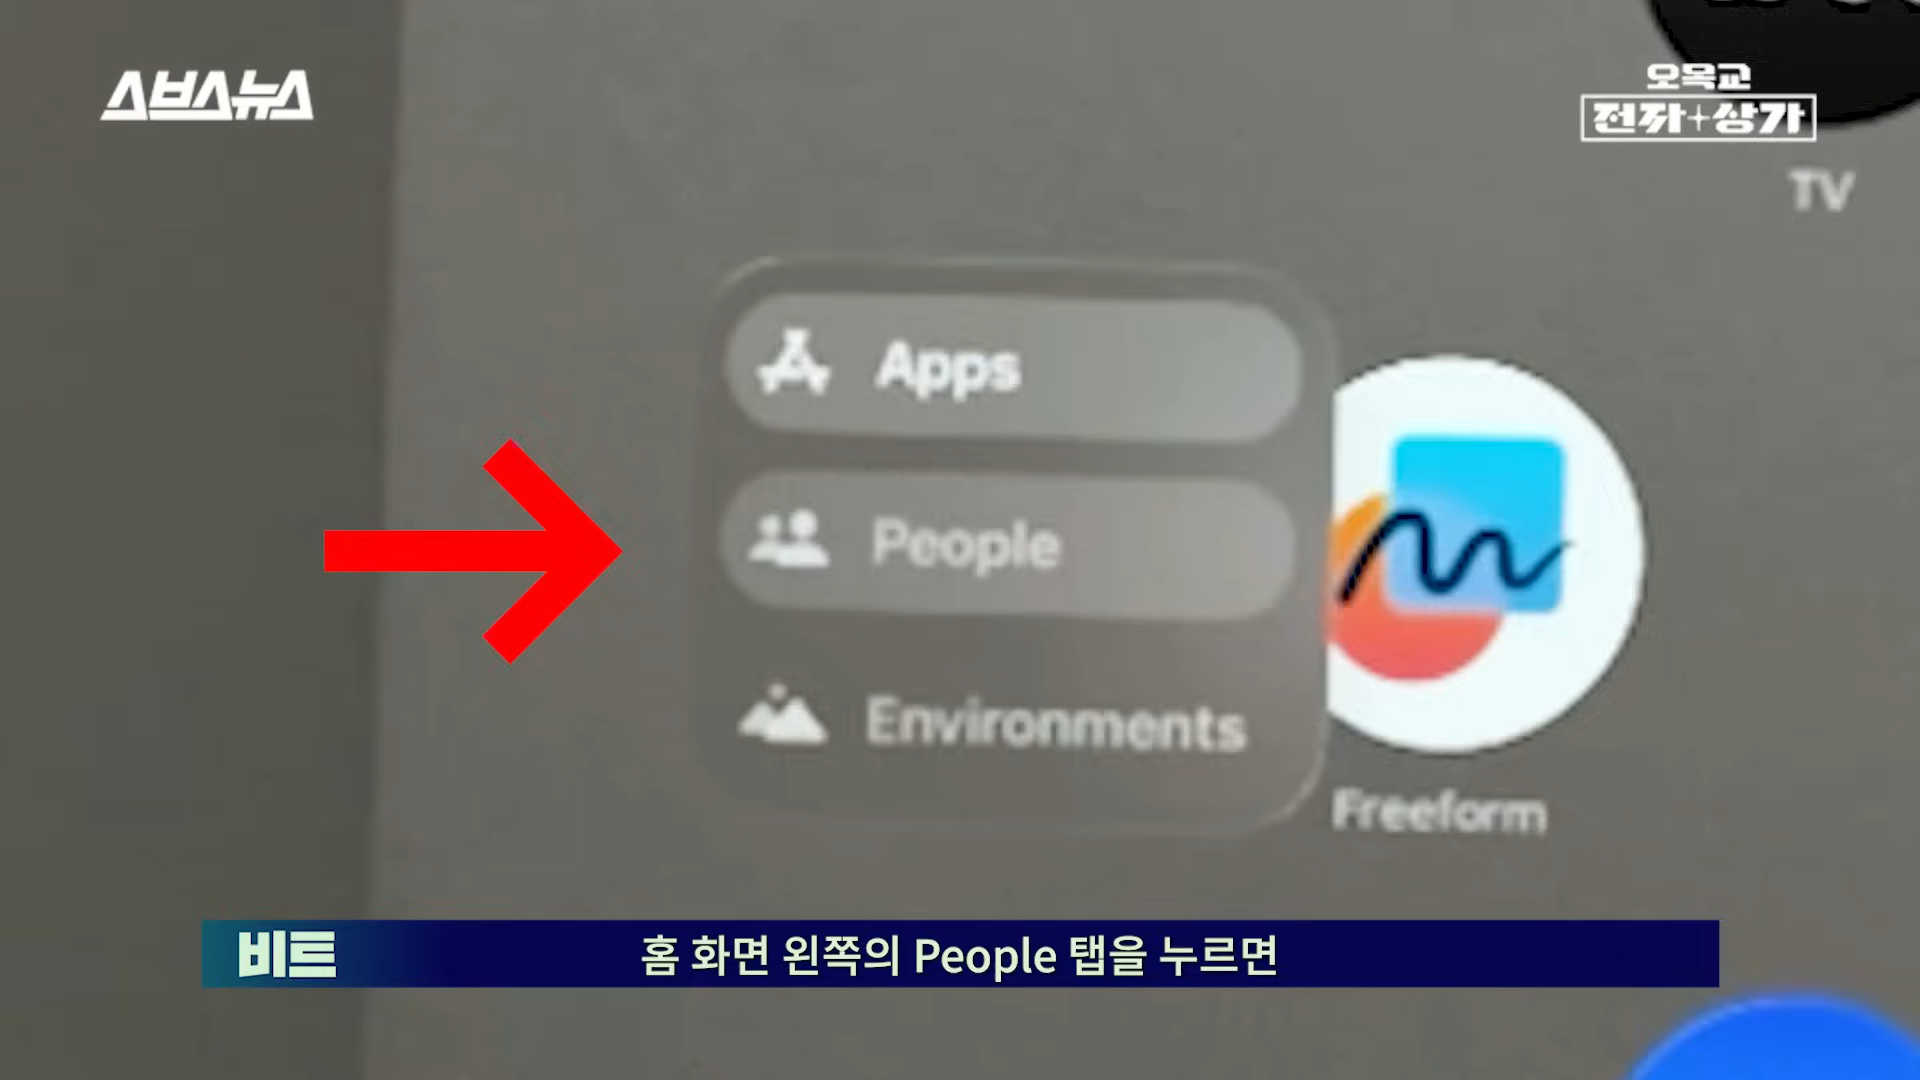 스브스뉴스
오목교
전자+상가
TV
Apps
People
Environments
Freeform
비트
홈 화면 왼쪽의 People 탭을 누르면